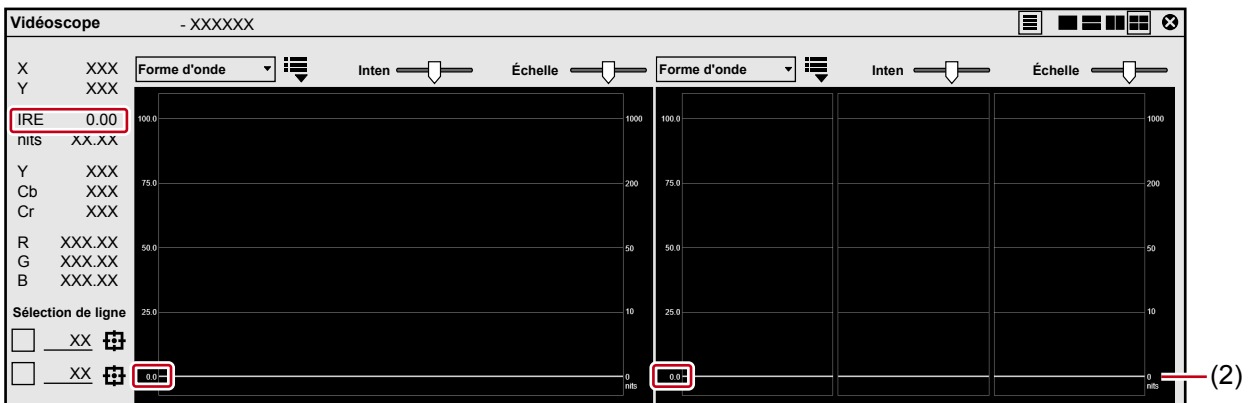 Vidéoscope - XXXXXX
X XXX
Y XXX
IRE 0.00
nits XX.XX
Y XXX
Cb XXX
Cr XXX
R XXX.XX
G XXX.XX
B XXX.XX
Sélection de ligne
XX
XX
Forme d'onde Inten Échelle
100.0 1000
75.0 200
50.0 50
25.0 10
0.0 0
nits
Forme d'onde Inten Échelle
100.0 1000
75.0 200
50.0 50
25.0 10
0.0 0
nits
(2)